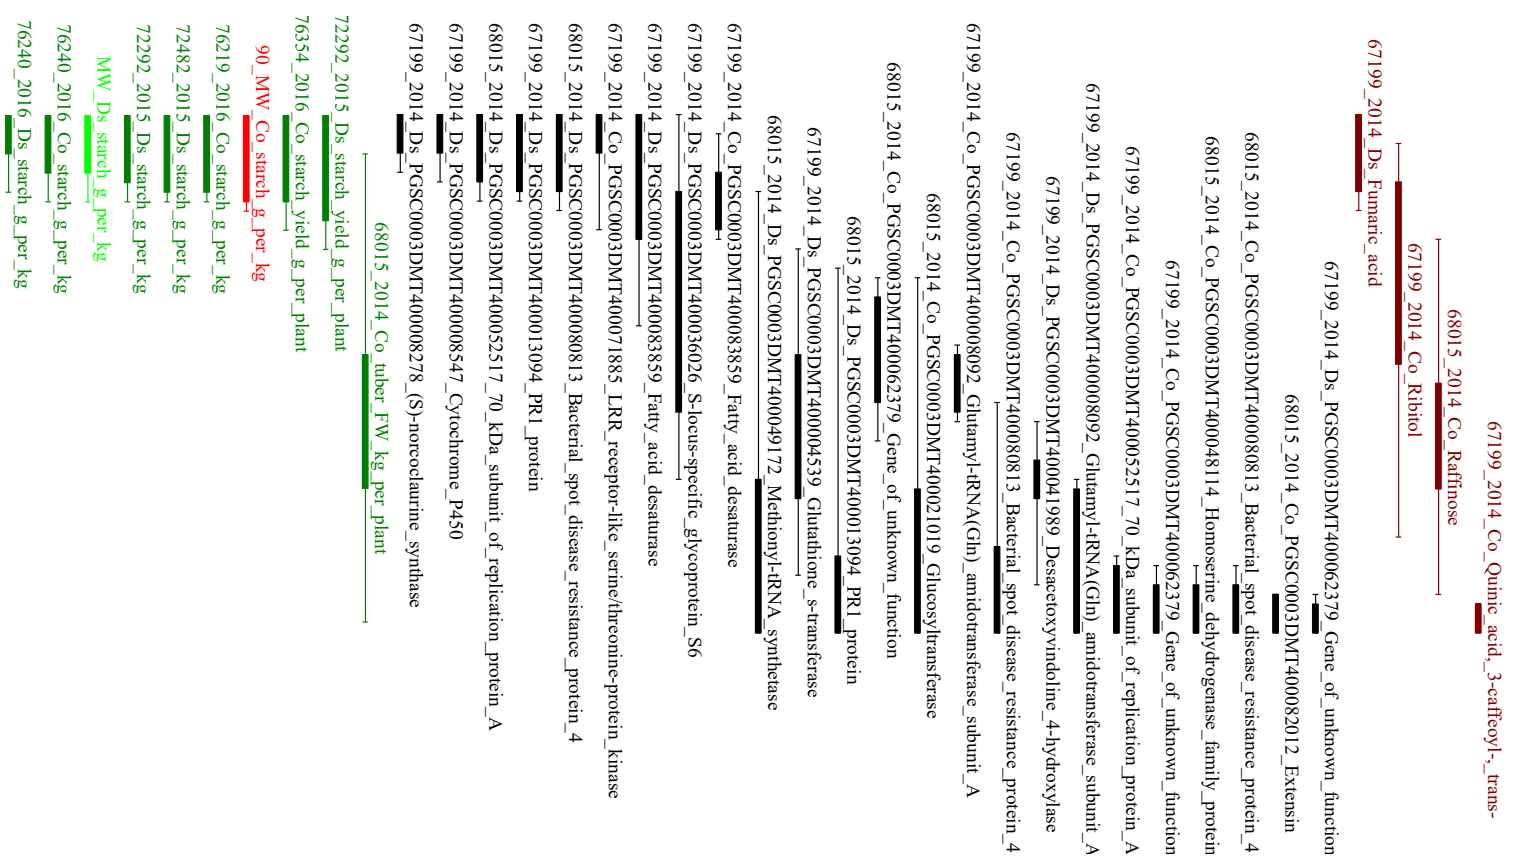 76240_2016_Ds_starch_g_per_kg
76240_2016_Co_starch_g_per_kg
MW_Ds_starch_g_per_kg
72292_2015_Ds_starch_g_per_kg
72482_2015_Ds_starch_g_per_kg
76219_2016_Co_starch_g_per_kg
90_MW_Co_starch_g_per_kg
76354_2016_Co_starch_yield_g_per_plant
72292_2015_Ds_starch_yield_g_per_plant
68015_2014_Co_tuber_FW_kg_per_plant
67199_2014_Ds_PGSC0003DMT400008278_(S)-norcoclaurine_synthase
67199_2014_Ds_PGSC0003DMT400008547_Cytochrome_P450
68015_2014_Ds_PGSC0003DMT400052517_70_kDa_subunit_of_replication_protein_A
67199_2014_Ds_PGSC0003DMT400013094_PR1_protein
68015_2014_Ds_PGSC0003DMT400080813_Bacterial_spot_disease_resistance_protein_4
67199_2014_Co_PGSC0003DMT400071885_LRR_receptor-like_serine/threonine-protein_kinase
67199_2014_Ds_PGSC0003DMT400083859_Fatty_acid_desaturase
67199_2014_Ds_PGSC0003DMT400036026_S-locus-specific_glycoprotein_S6
67199_2014_Co_PGSC0003DMT400083859_Fatty_acid_desaturase
68015_2014_Ds_PGSC0003DMT400049172_Methionyl-tRNA_synthetase
67199_2014_Ds_PGSC0003DMT400004539_Glutathione_s-transferase
68015_2014_Ds_PGSC0003DMT400013094_PR1_protein
68015_2014_Co_PGSC0003DMT400062379_Gene_of_unknown_function
68015_2014_Co_PGSC0003DMT400021019_Glucosyltransferase
67199_2014_Co_PGSC0003DMT400008092_Glutamyl-tRNA(Gln)_amidotransferase_subunit_A
67199_2014_Co_PGSC0003DMT400080813_Bacterial_spot_disease_resistance_protein_4
67199_2014_Ds_PGSC0003DMT400041989_Desacetoxyvindoline_4-hydroxylase
67199_2014_Ds_PGSC0003DMT400008092_Glutamyl-tRNA(Gln)_amidotransferase_subunit_A
67199_2014_Co_PGSC0003DMT400052517_70_kDa_subunit_of_replication_protein_A
67199_2014_Co_PGSC0003DMT400062379_Gene_of_unknown_function
68015_2014_Co_PGSC0003DMT400048114_Homoserine_dehydrogenase_family_protein
68015_2014_Co_PGSC0003DMT400080813_Bacterial_spot_disease_resistance_protein_4
68015_2014_Co_PGSC0003DMT400082012_Extensin
67199_2014_Ds_PGSC0003DMT400062379_Gene_of_unknown_function
67199_2014_Ds_Fumaric_acid
67199_2014_Co_Ribitol
68015_2014_Co_Raffinose
67199_2014_Co_Quinic_acid,_3-caffeoyl-,_trans-